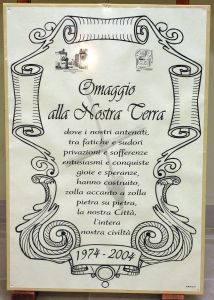 Omaggio
alla Nostra Terra
dove i nostri antenati,
tra fatiche e sudori
privazioni e sofferenze
entusiasmi e conquiste
gioie e speranze,
hanno costruito,
zolla accanto a zolla
pietra su pietra,
la nostra Città,
l'intera
nostra civiltà
1974 - 2004